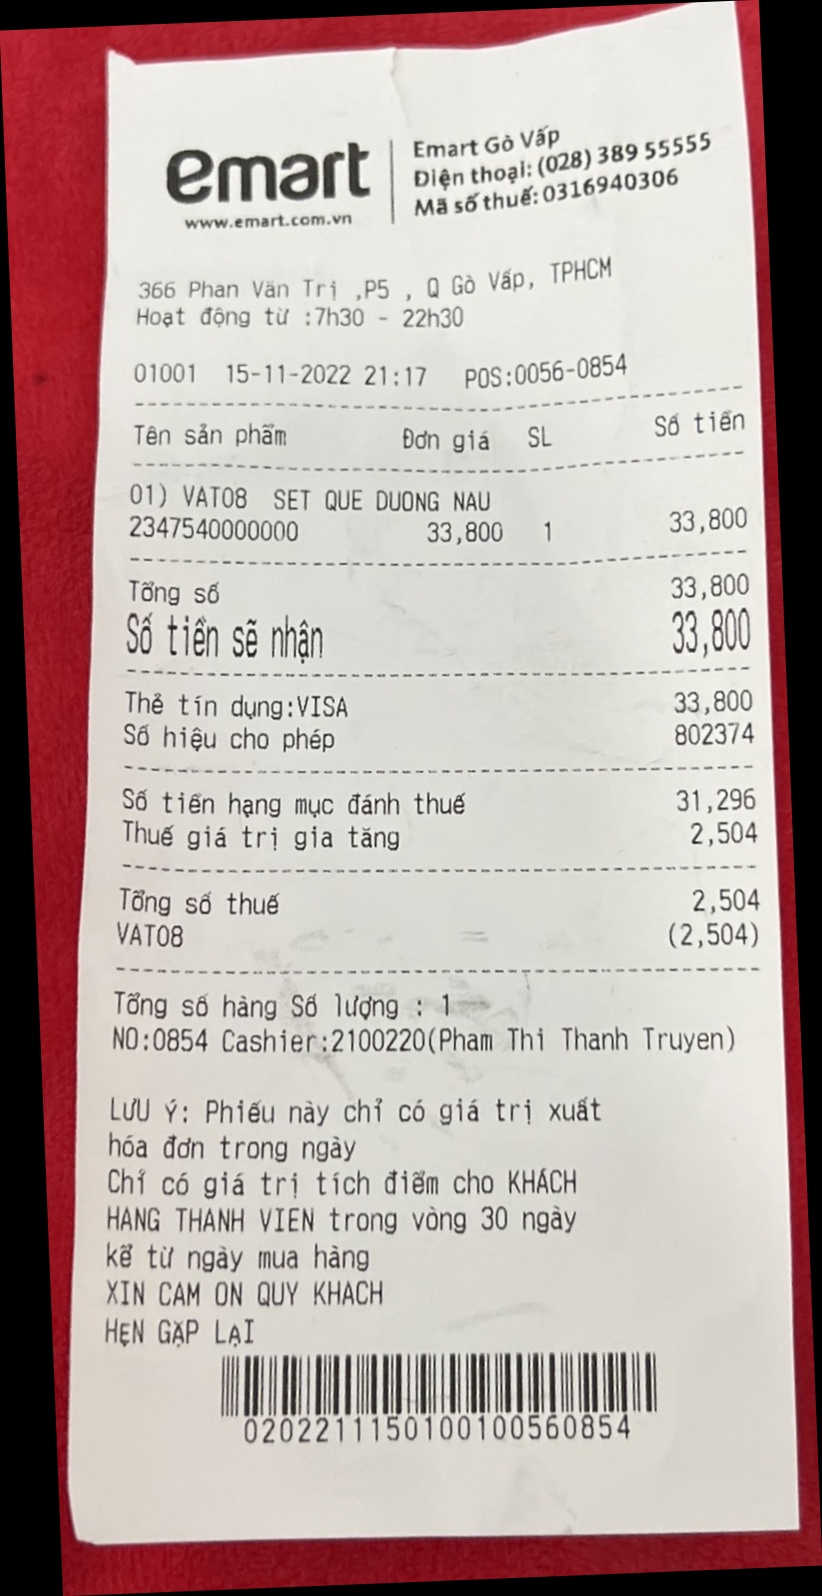 emart
www.emart.com.vn
Emart Gò Vấp
Điện thoại: (028) 389 55555
Mã số thuế: 0316940306
366 Phan Văn Trị ,P5 , Q Gò Vấp, TPHCM
Hoạt động từ :7h30 - 22h30
01001 15-11-2022 21:17 POS:0056-0854
Tên sản phẩm Đơn giá SL Số tiền
01) VAT08 SET QUE DUONG NAU
2347540000000 33,800 1 33,800
Tổng số 33,800
Số tiền sẽ nhận 33,800
Thẻ tín dụng:VISA 33,800
Số hiệu cho phép 802374
Số tiền hạng mục đánh thuế 31,296
Thuế giá trị gia tăng 2,504
Tổng số thuế 2,504
VAT08 (2,504)
Tổng số hàng Số lượng : 1
NO:0854 Cashier:2100220(Pham Thi Thanh Truyen)
LƯU Ý: Phiếu này chỉ có giá trị xuất
hóa đơn trong ngày
Chỉ có giá trị tích điểm cho KHÁCH
HANG THANH VIEN trong vòng 30 ngày
kể từ ngày mua hàng
XIN CAM ON QUY KHACH
HẸN GẶP LẠI
0202211150100100560854